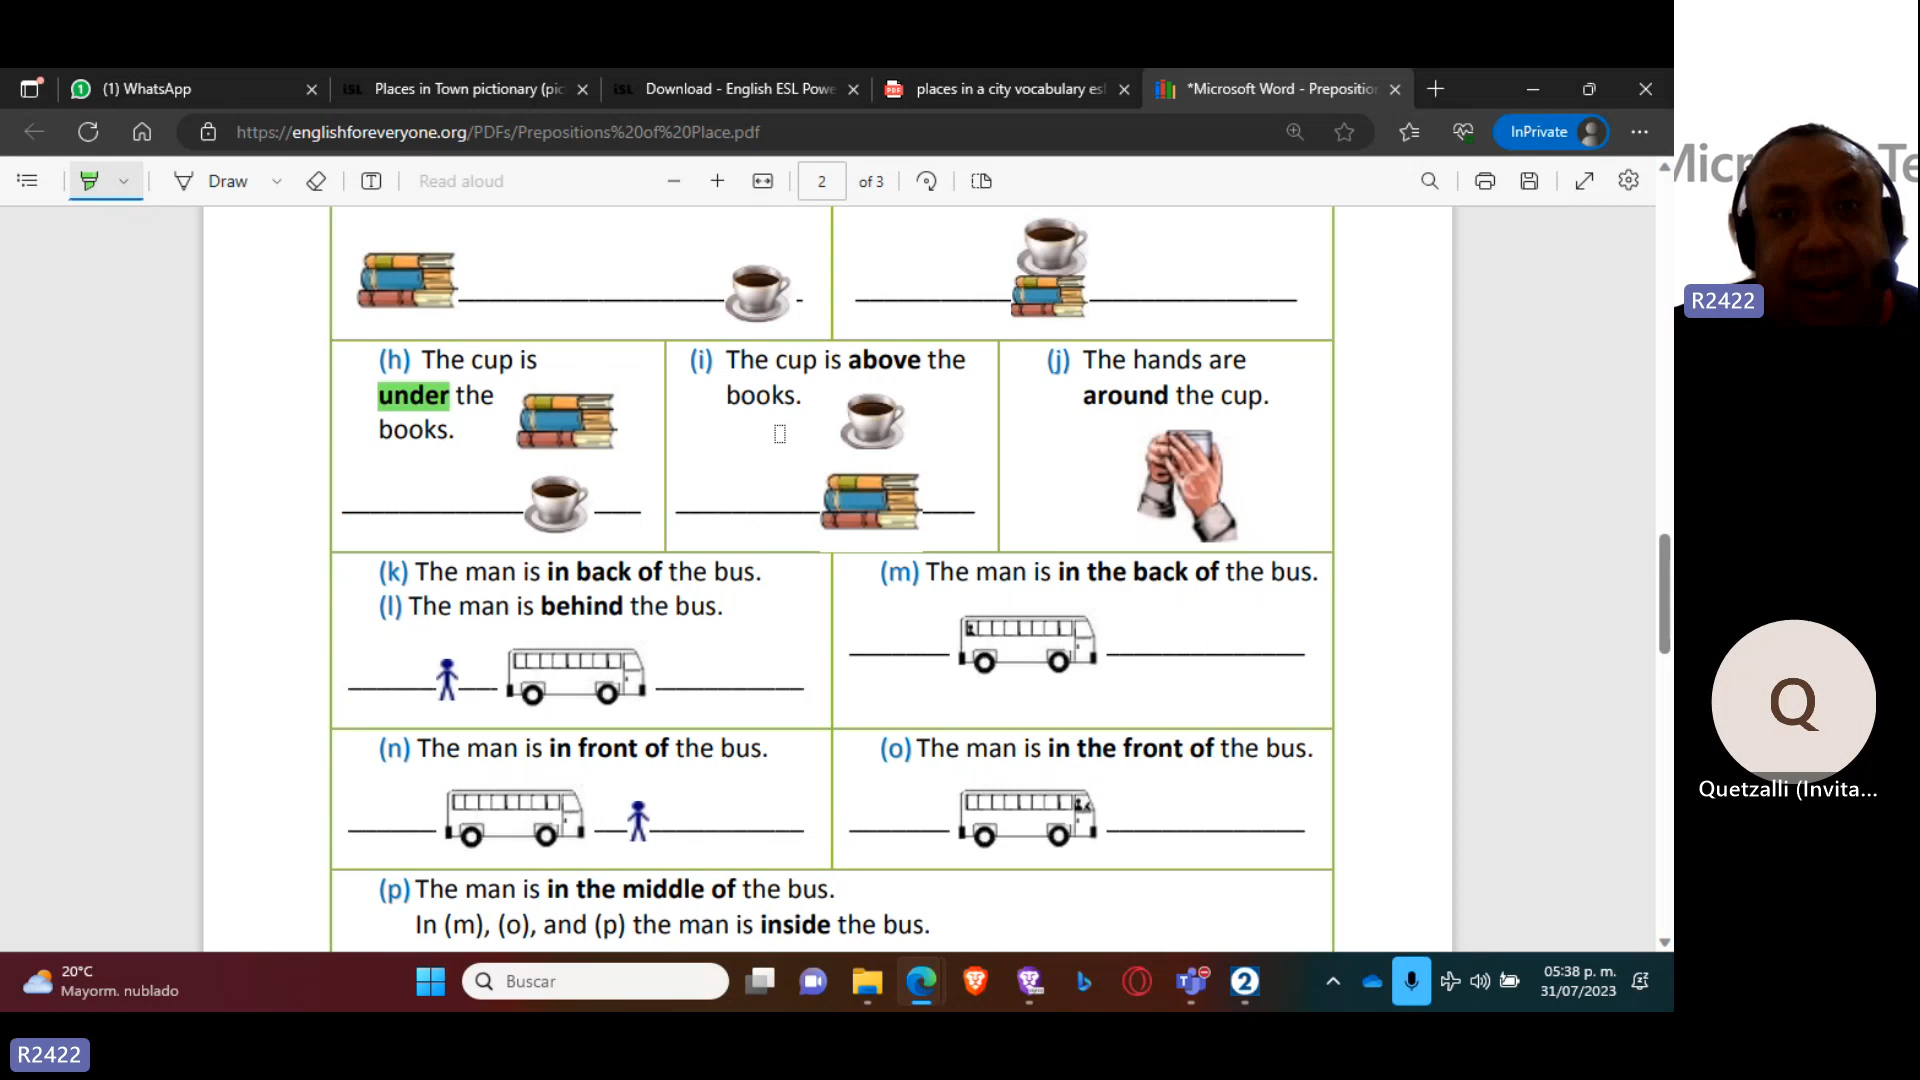 (1) WhatsApp
Places in Town pictionary (pic
Download - English ESL Powe
places in a city vocabulary esl
*Microsoft Word - Preposition
https://englishforeveryone.org/PDFs/Prepositions%20of%20Place.pdf
InPrivate
Draw
Read aloud
2 of 3
(h) The cup is
under the
books.
(i) The cup is above the
books.
(j) The hands are
around the cup.
(k) The man is in back of the bus.
(l) The man is behind the bus.
(m) The man is in the back of the bus.
(n) The man is in front of the bus.
(o) The man is in the front of the bus.
(p) The man is in the middle of the bus.
In (m), (o), and (p) the man is inside the bus.
20°C
Mayorm. nublado
Buscar
2
05:38 p. m.
31/07/2023
R2422
Q
Quetzalli (Invita...
R2422